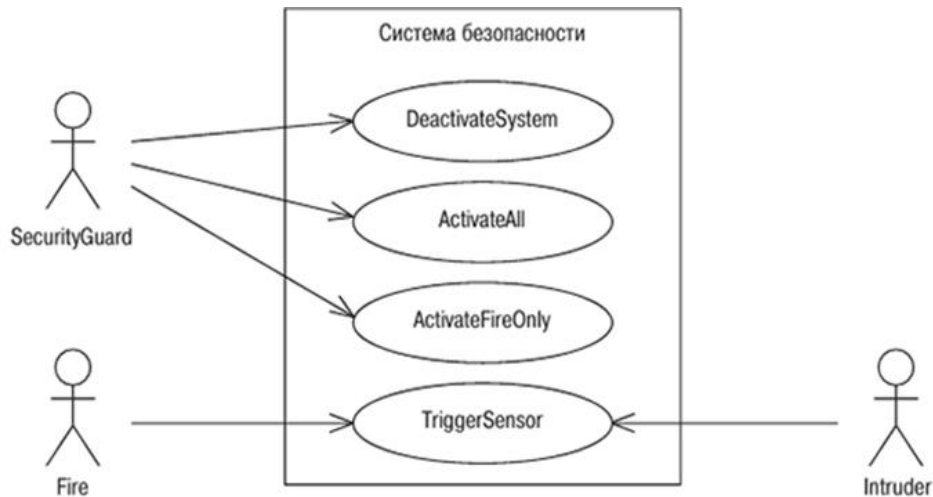 Система безопасности
DeactivateSystem
ActivateAll
SecurityGuard
ActivateFireOnly
TriggerSensor
Fire
Intruder